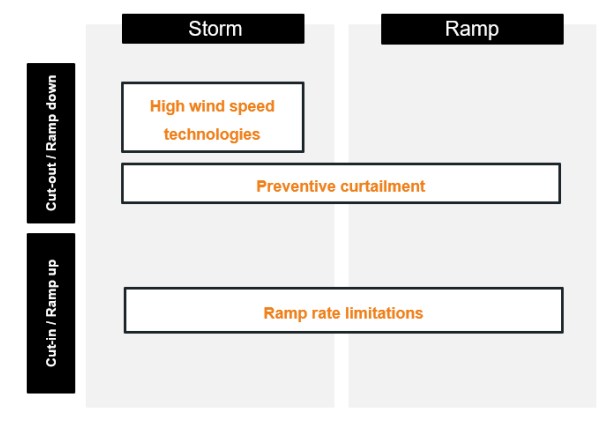 Storm
Ramp
Cut-out / Ramp down
High wind speed
technologies
Preventive curtailment
Cut-in / Ramp up
Ramp rate limitations